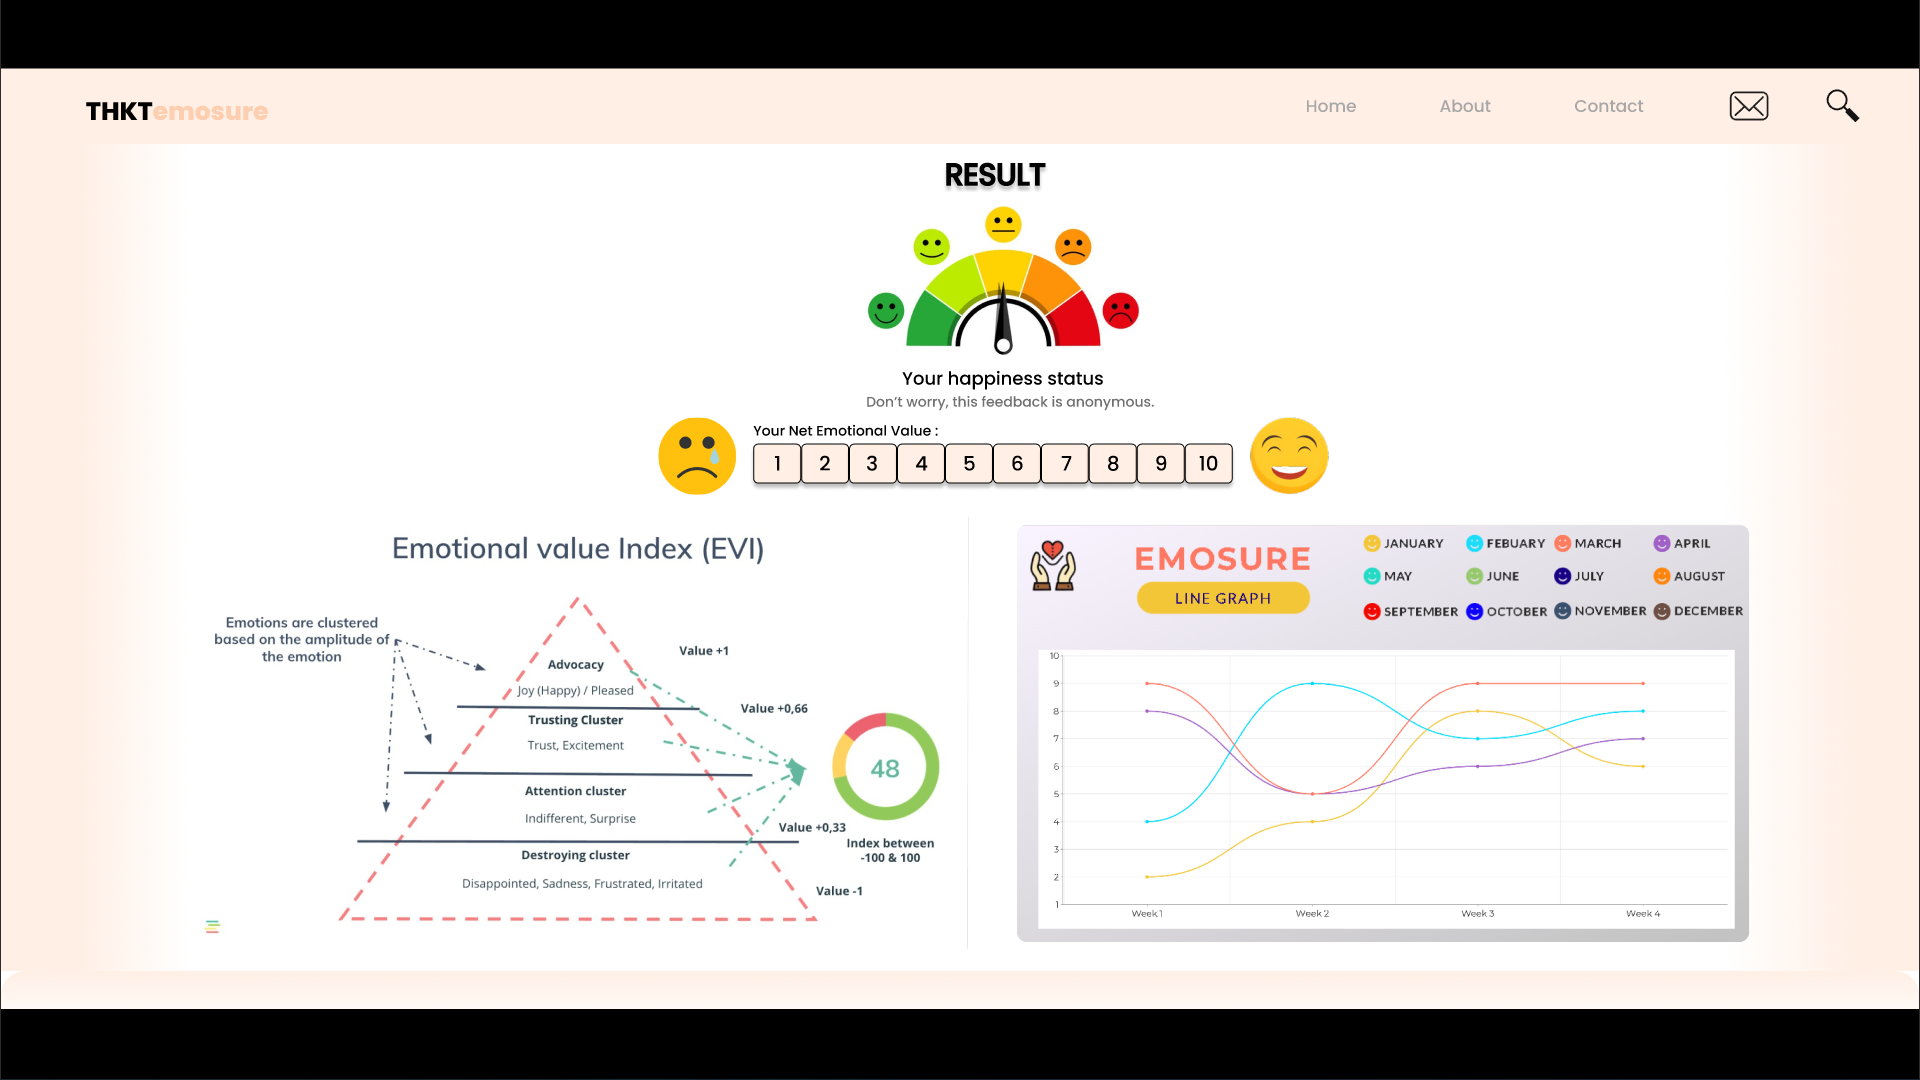 THKTemosure
Home
About
Contact
RESULT
Your happiness status
Don't worry, this feedback is anonymous.
Your Net Emotional Value :
1 2 3 4 5 6 7 8 9 10
Emotional value Index (EVI)
Emotions are clustered
based on the amplitude of
the emotion
Value +1
Advocacy
Joy (Happy) / Pleased
Value +0,66
Trusting Cluster
Trust, Excitement
48
Attention cluster
Indifferent, Surprise
Value +0,33
Index between
-100 & 100
Destroying cluster
Disappointed, Sadness, Frustrated, Irritated
Value -1
EMOSURE
LINE GRAPH
JANUARY
FEBUARY
MARCH
APRIL
MAY
JUNE
JULY
AUGUST
SEPTEMBER
OCTOBER
NOVEMBER
DECEMBER
10
9
8
7
6
5
4
3
2
1
Week 1
Week 2
Week 3
Week 4